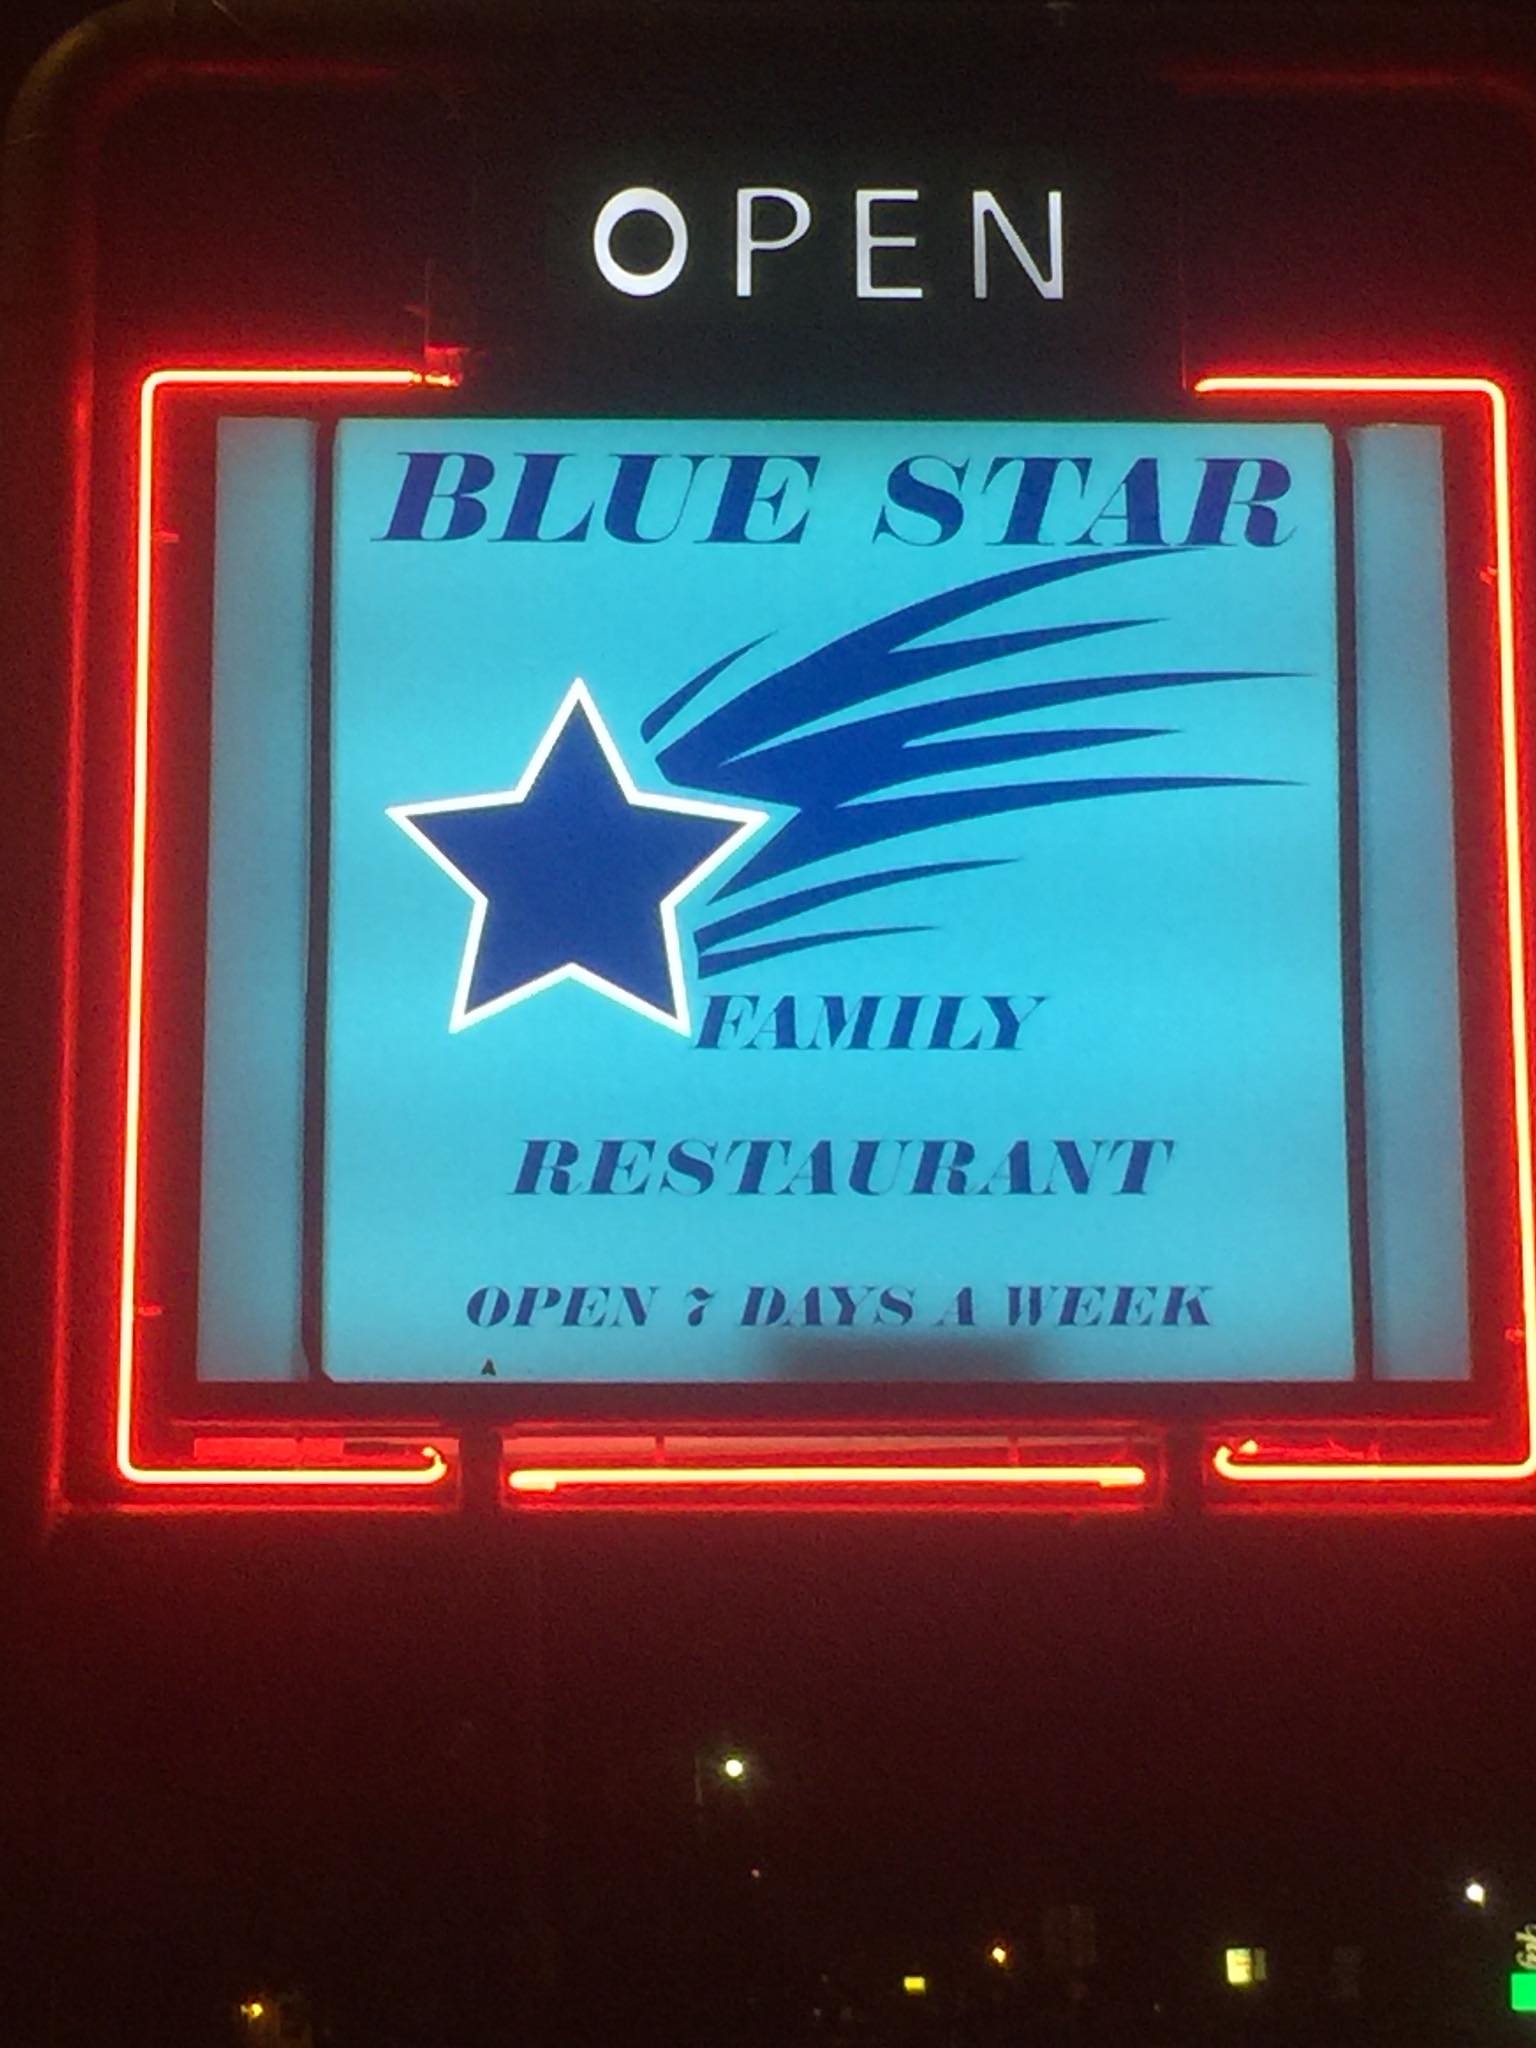 OPEN
BLUE STAR
FAMILY
RESTAURANT
OPEN 7 DAYS A WEEK
A